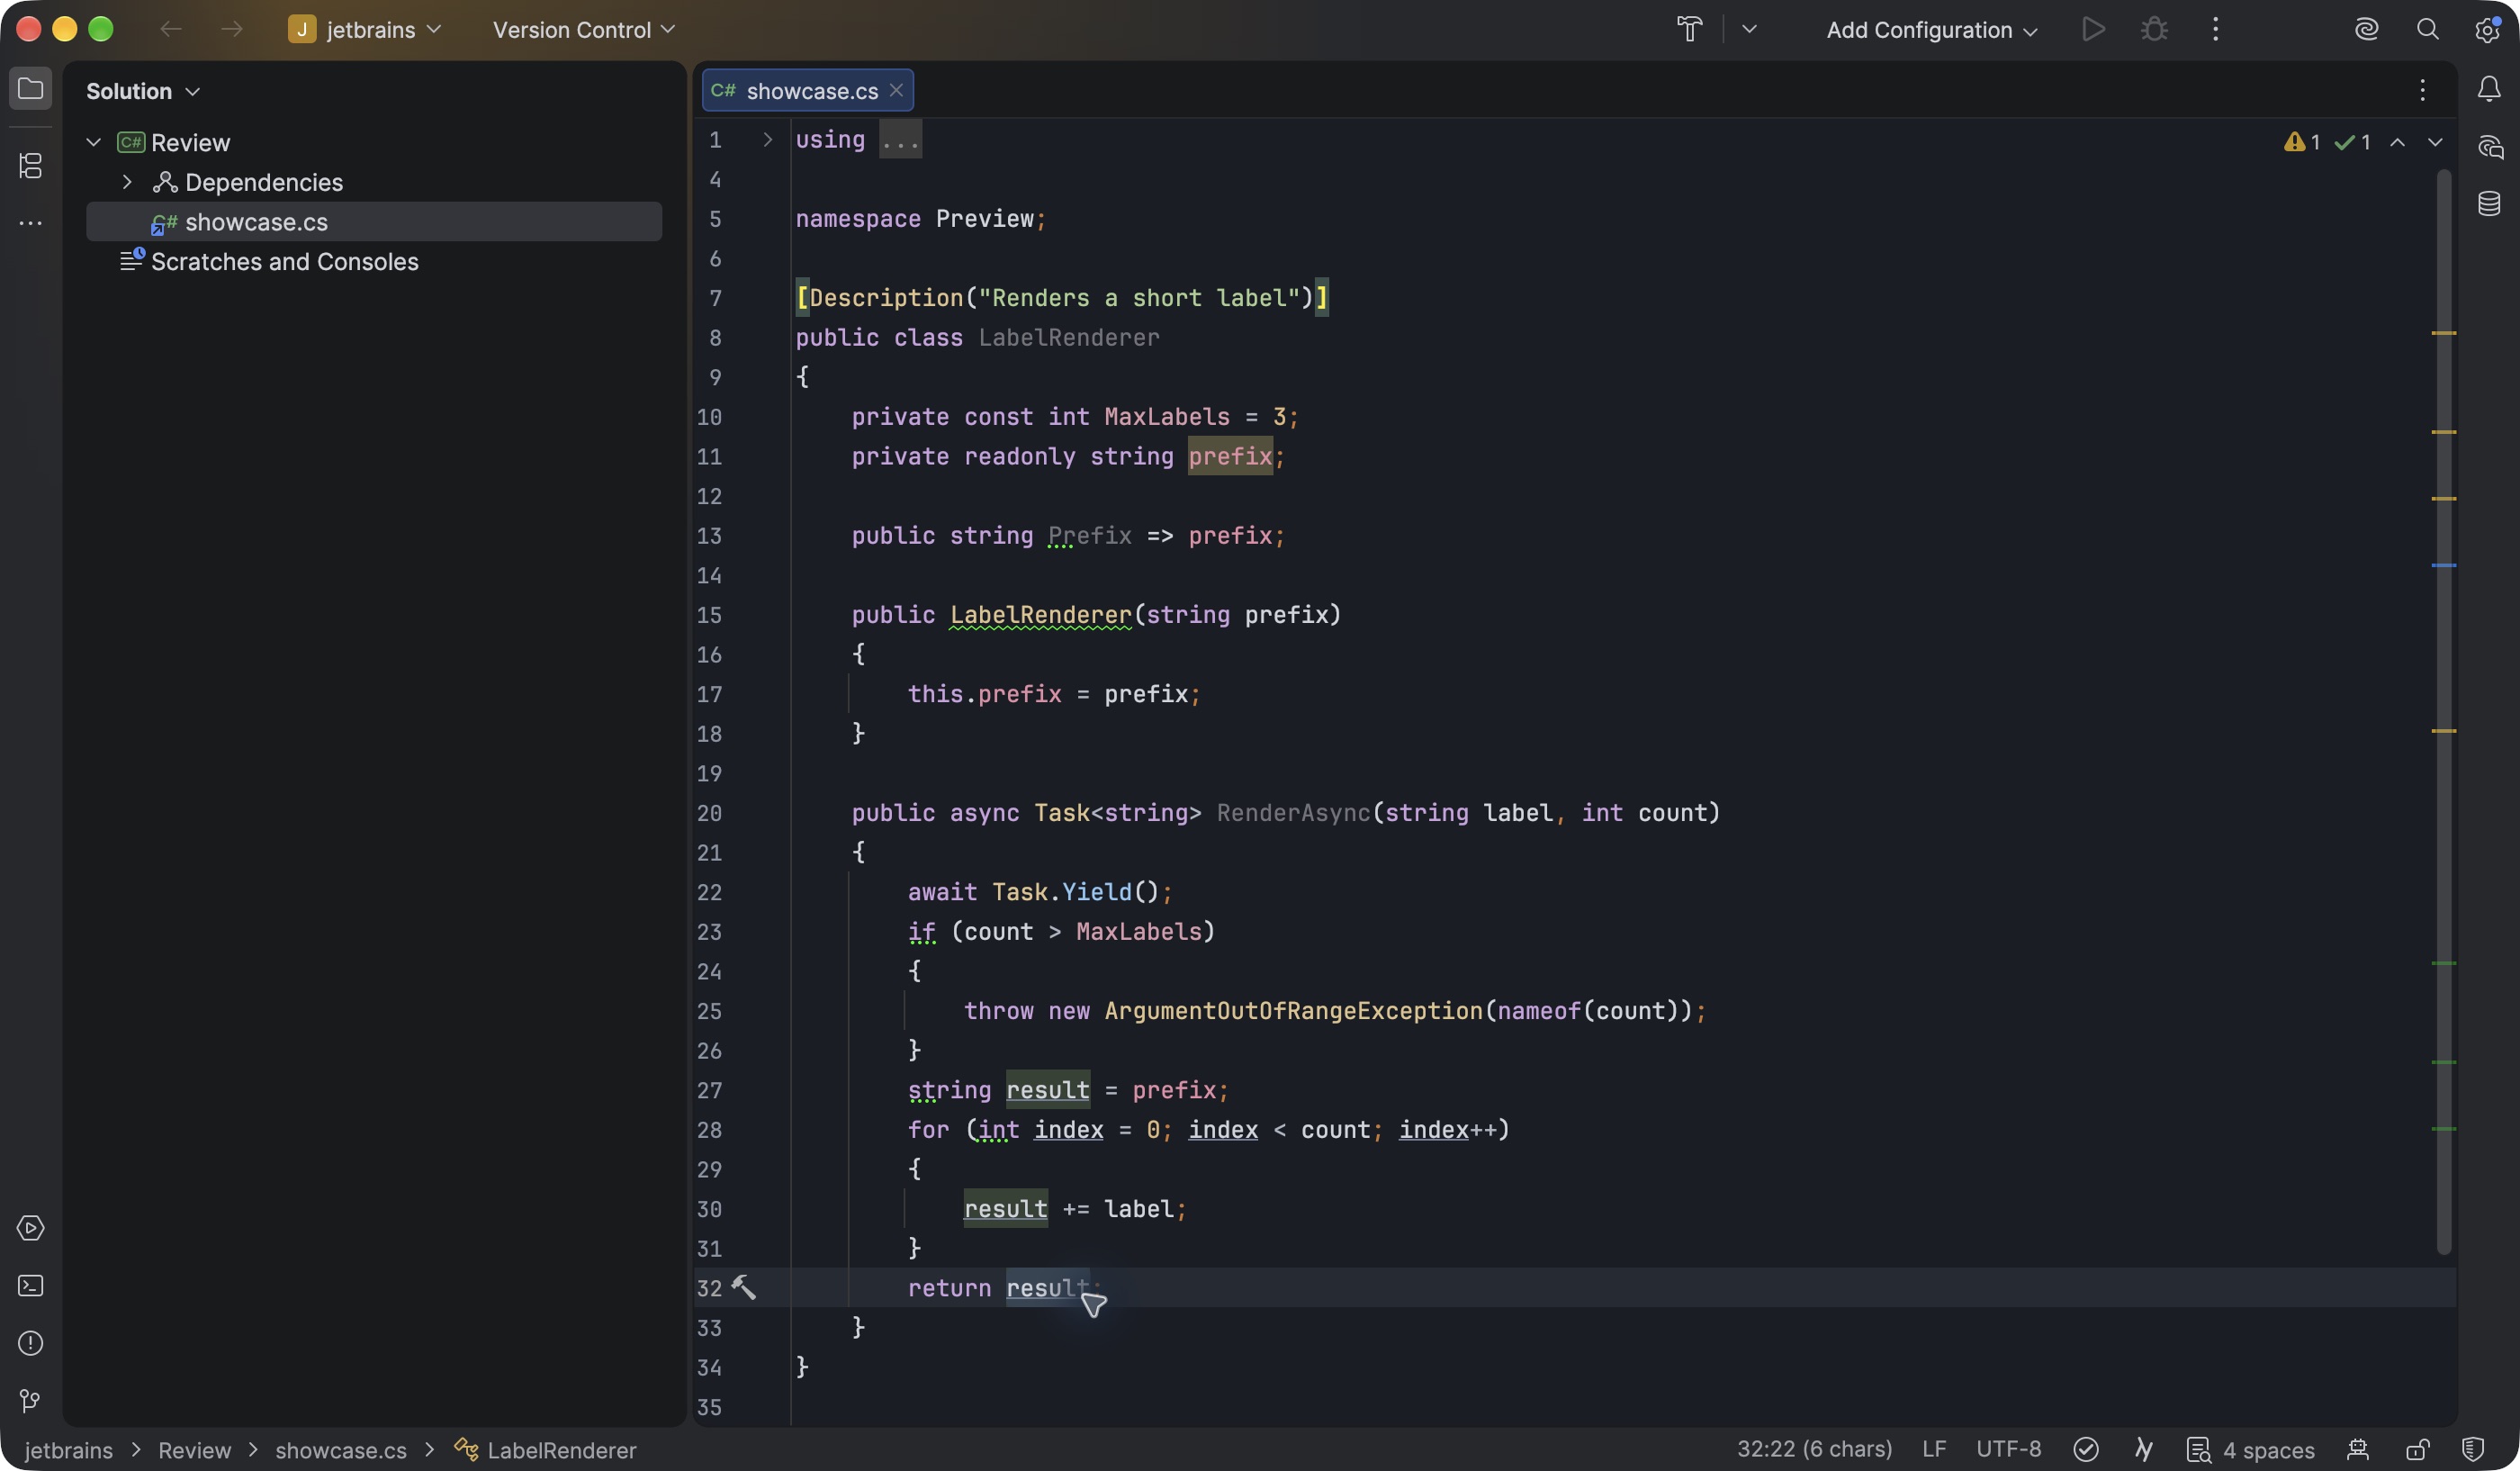 J jetbrains Version Control Add Configuration
Solution
C# Review
Dependencies
C# showcase.cs
Scratches and Consoles
C# showcase.cs
1 using ...
⚠1 ✓1
4
5 namespace Preview;
6
7 [Description("Renders a short label")]
8 public class LabelRenderer
9 {
10     private const int MaxLabels = 3;
11     private readonly string prefix;
12
13     public string Prefix => prefix;
14
15     public LabelRenderer(string prefix)
16     {
17         this.prefix = prefix;
18     }
19
20     public async Task<string> RenderAsync(string label, int count)
21     {
22         await Task.Yield();
23         if (count > MaxLabels)
24         {
25             throw new ArgumentOutOfRangeException(nameof(count));
26         }
27         string result = prefix;
28         for (int index = 0; index < count; index++)
29         {
30             result += label;
31         }
32         return result;
33     }
34 }
35
jetbrains > Review > showcase.cs > LabelRenderer 32:22 (6 chars) LF UTF-8 4 spaces